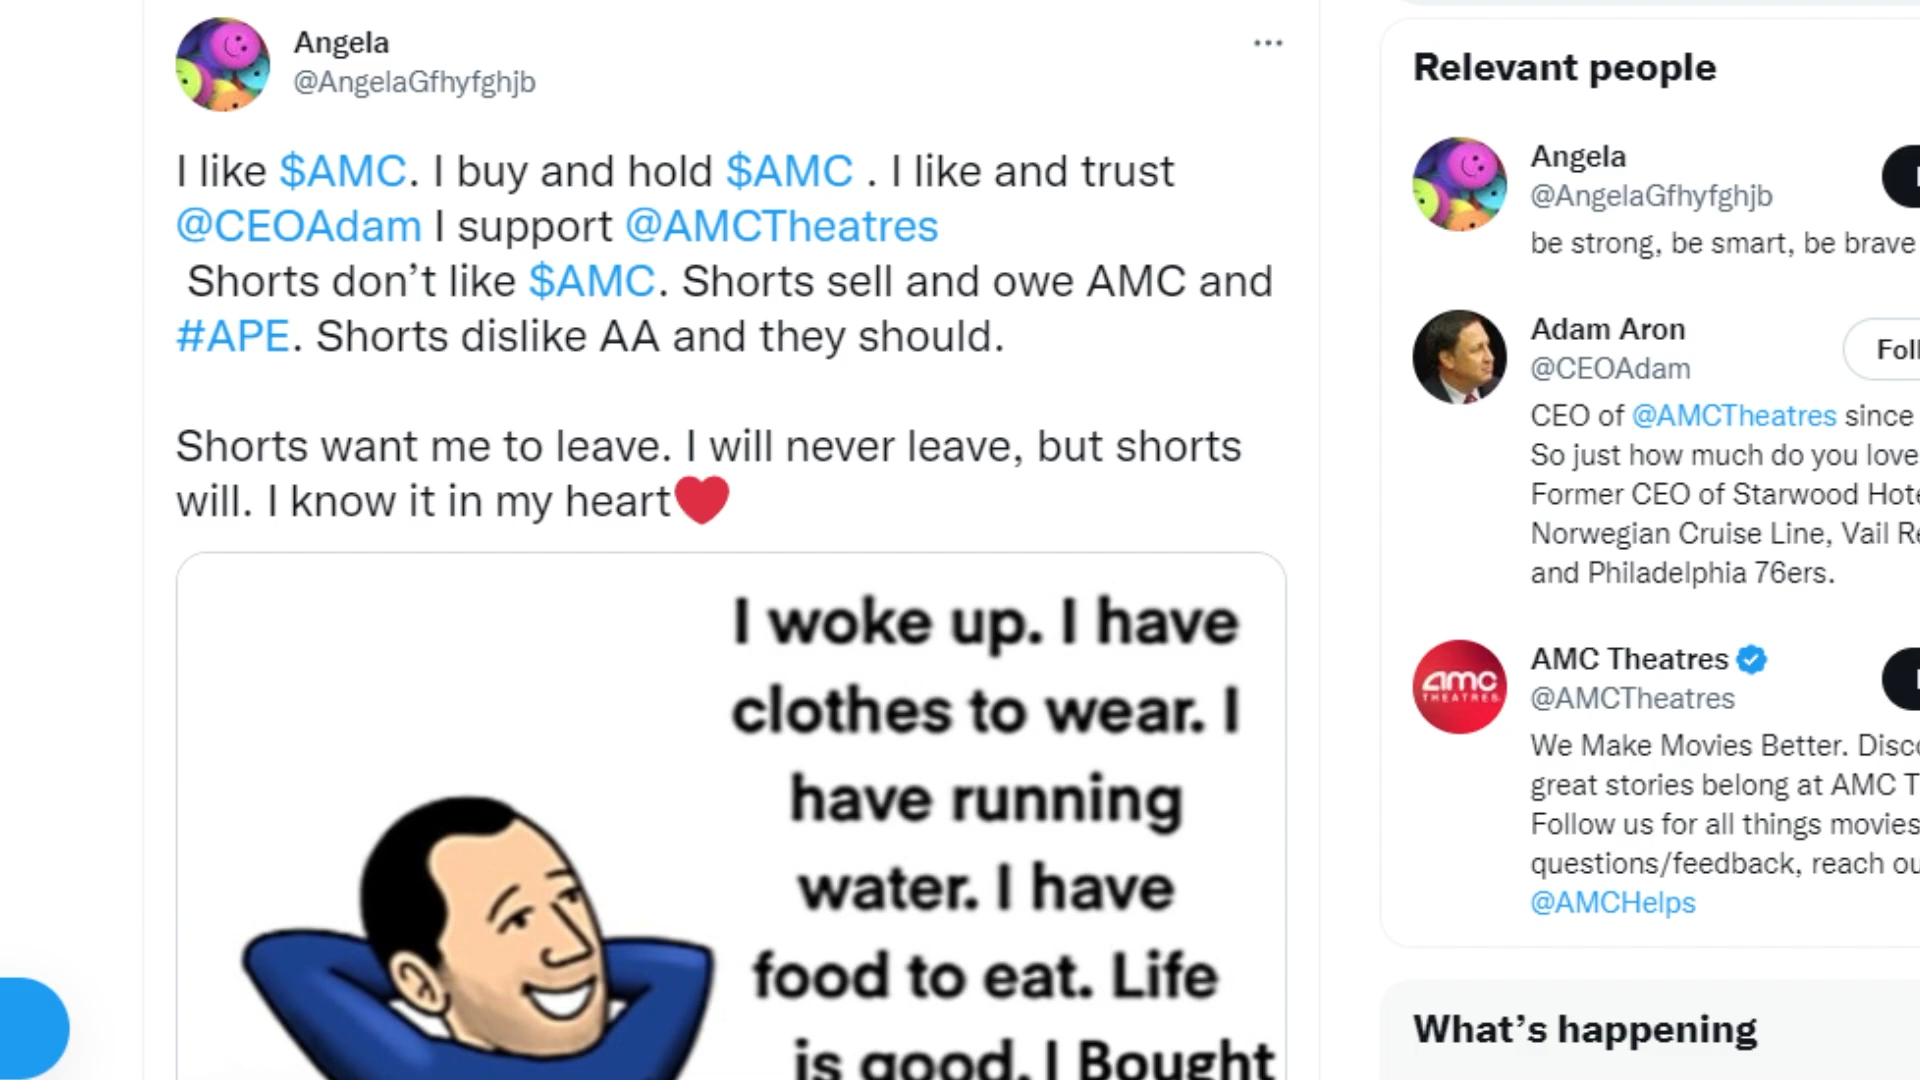 Angela
@AngelaGfhyfghjb
I like $AMC. I buy and hold $AMC . I like and trust
@CEOAdam I support @AMCTheatres
Shorts don’t like $AMC. Shorts sell and owe AMC and
#APE. Shorts dislike AA and they should.
Shorts want me to leave. I will never leave, but shorts
will. I know it in my heart❤️
I woke up. I have
clothes to wear. I
have running
water. I have
food to eat. Life
is good. I Bought
Relevant people
Angela
@AngelaGfhyfghjb
be strong, be smart, be brave
Adam Aron
@CEOAdam
CEO of @AMCTheatres since
So just how much do you love
Former CEO of Starwood
Norwegian Cruise Line, Vail
and Philadelphia 76ers.
amc
THEATRES
AMC Theatres
@AMCTheatres
We Make Movies Better.
great stories belong at AMC
Follow us for all things movies
questions/feedback, reach
@AMCHelps
What’s happening